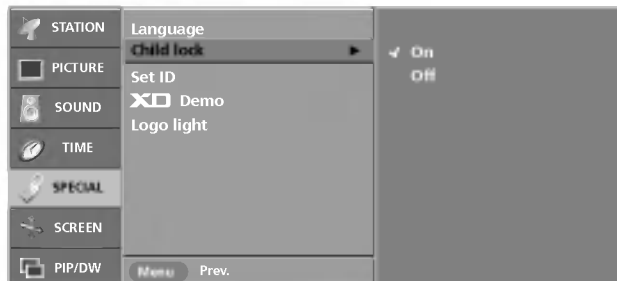 STATION
PICTURE
SOUND
TIME
SPECIAL
SCREEN
PIP/DW
Language
Child lock
Set ID
XD Demo
Logo light
Menu Prev.
On
Off